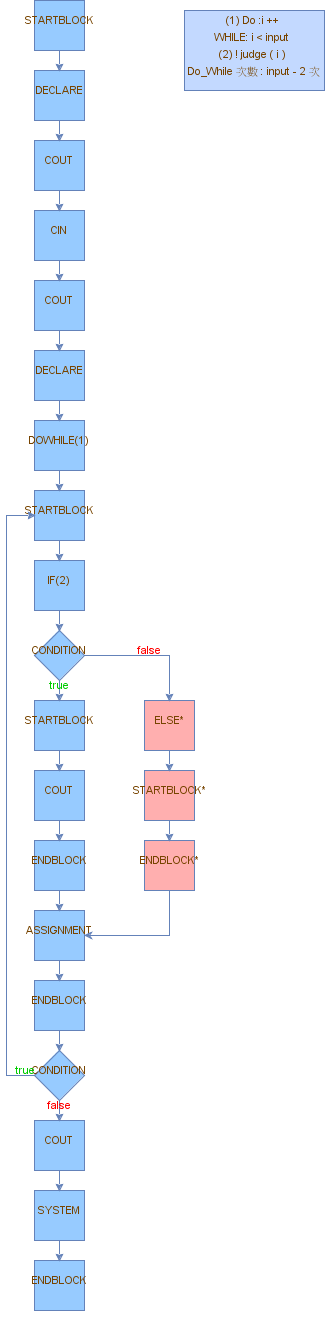 STARTBLOCK
(1) Do :i ++
WHILE: i < input
(2) ! judge ( i )
Do_While 次數 : input - 2 次
DECLARE
COUT
CIN
COUT
DECLARE
DOWHILE(1)
STARTBLOCK
IF(2)
CONDITION
false
true
STARTBLOCK
ELSE*
COUT
STARTBLOCK*
ENDBLOCK
ENDBLOCK*
ASSIGNMENT
ENDBLOCK
true
CONDITION
false
COUT
SYSTEM
ENDBLOCK